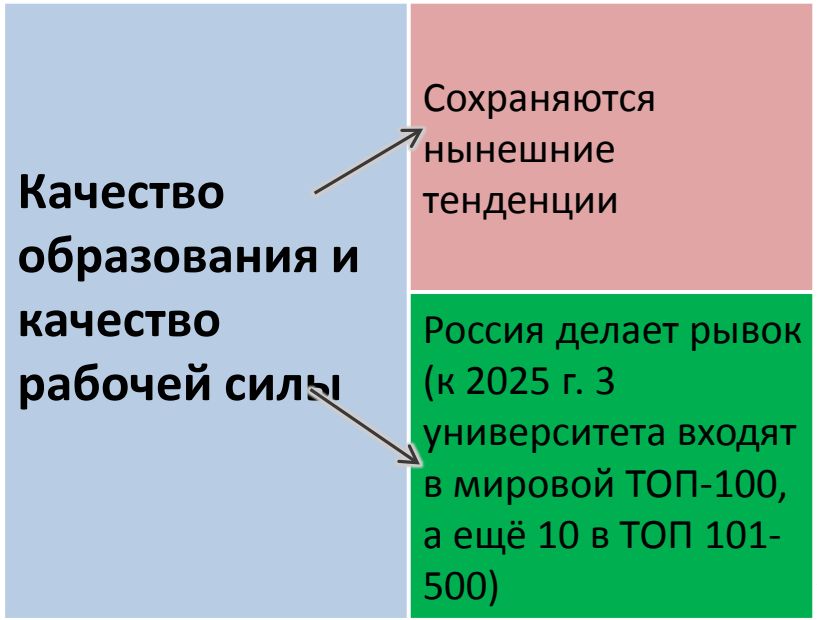 Качество
образования и
качество
рабочей силы
Сохраняются
нынешние
тенденции
Россия делает рывок
(к 2025 г. 3
университета входят
в мировой ТОП-100,
а ещё 10 в ТОП 101-
500)